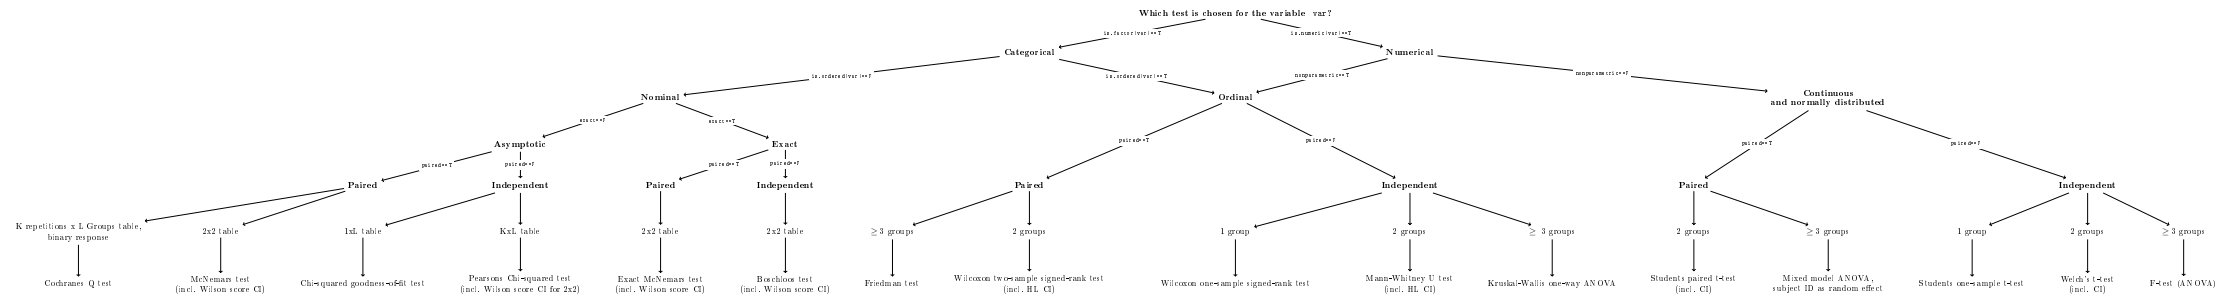 Which test is chosen for the variable var?
is.factor(var)==T
is.numeric(var)==T
Categorical
Numerical
is.ordered(var)==F
is.ordered(var)==T
nonparametric==T
nonparametric==F
Nominal
Ordinal
Continuous
and normally distributed
exact==F
exact==T
paired==T
paired==F
paired==T
paired==F
Asymptotic
Exact
paired==T
paired==F
paired==T
paired==F
Paired
Independent
Paired
Independent
Paired
Independent
Paired
Independent
K repetitions x L Groups table,
binary response
2x2 table
1xL table
KxL table
2x2 table
2x2 table
≥3 groups
2 groups
1 group
2 groups
≥ 3 groups
2 groups
≥3 groups
1 group
2 groups
≥3 groups
Cochranes Q test
McNemars test
(incl. Wilson score CI)
Chi-squared goodness-of-fit test
Pearsons Chi-squared test
(incl. Wilson score CI for 2x2)
Exact McNemars test
(incl. Wilson score CI)
Boschloos test
(incl. Wilson score CI)
Friedman test
Wilcoxon two-sample signed-rank test
(incl. HL CI)
Wilcoxon one-sample signed-rank test
Mann-Whitney U test
(incl. HL CI)
Kruskal-Wallis one-way ANOVA
Students paired t-test
(incl. CI)
Mixed model ANOVA,
subject ID as random effect
Students one-sample t-test
Welch's t-test
(incl. CI)
F-test (ANOVA)